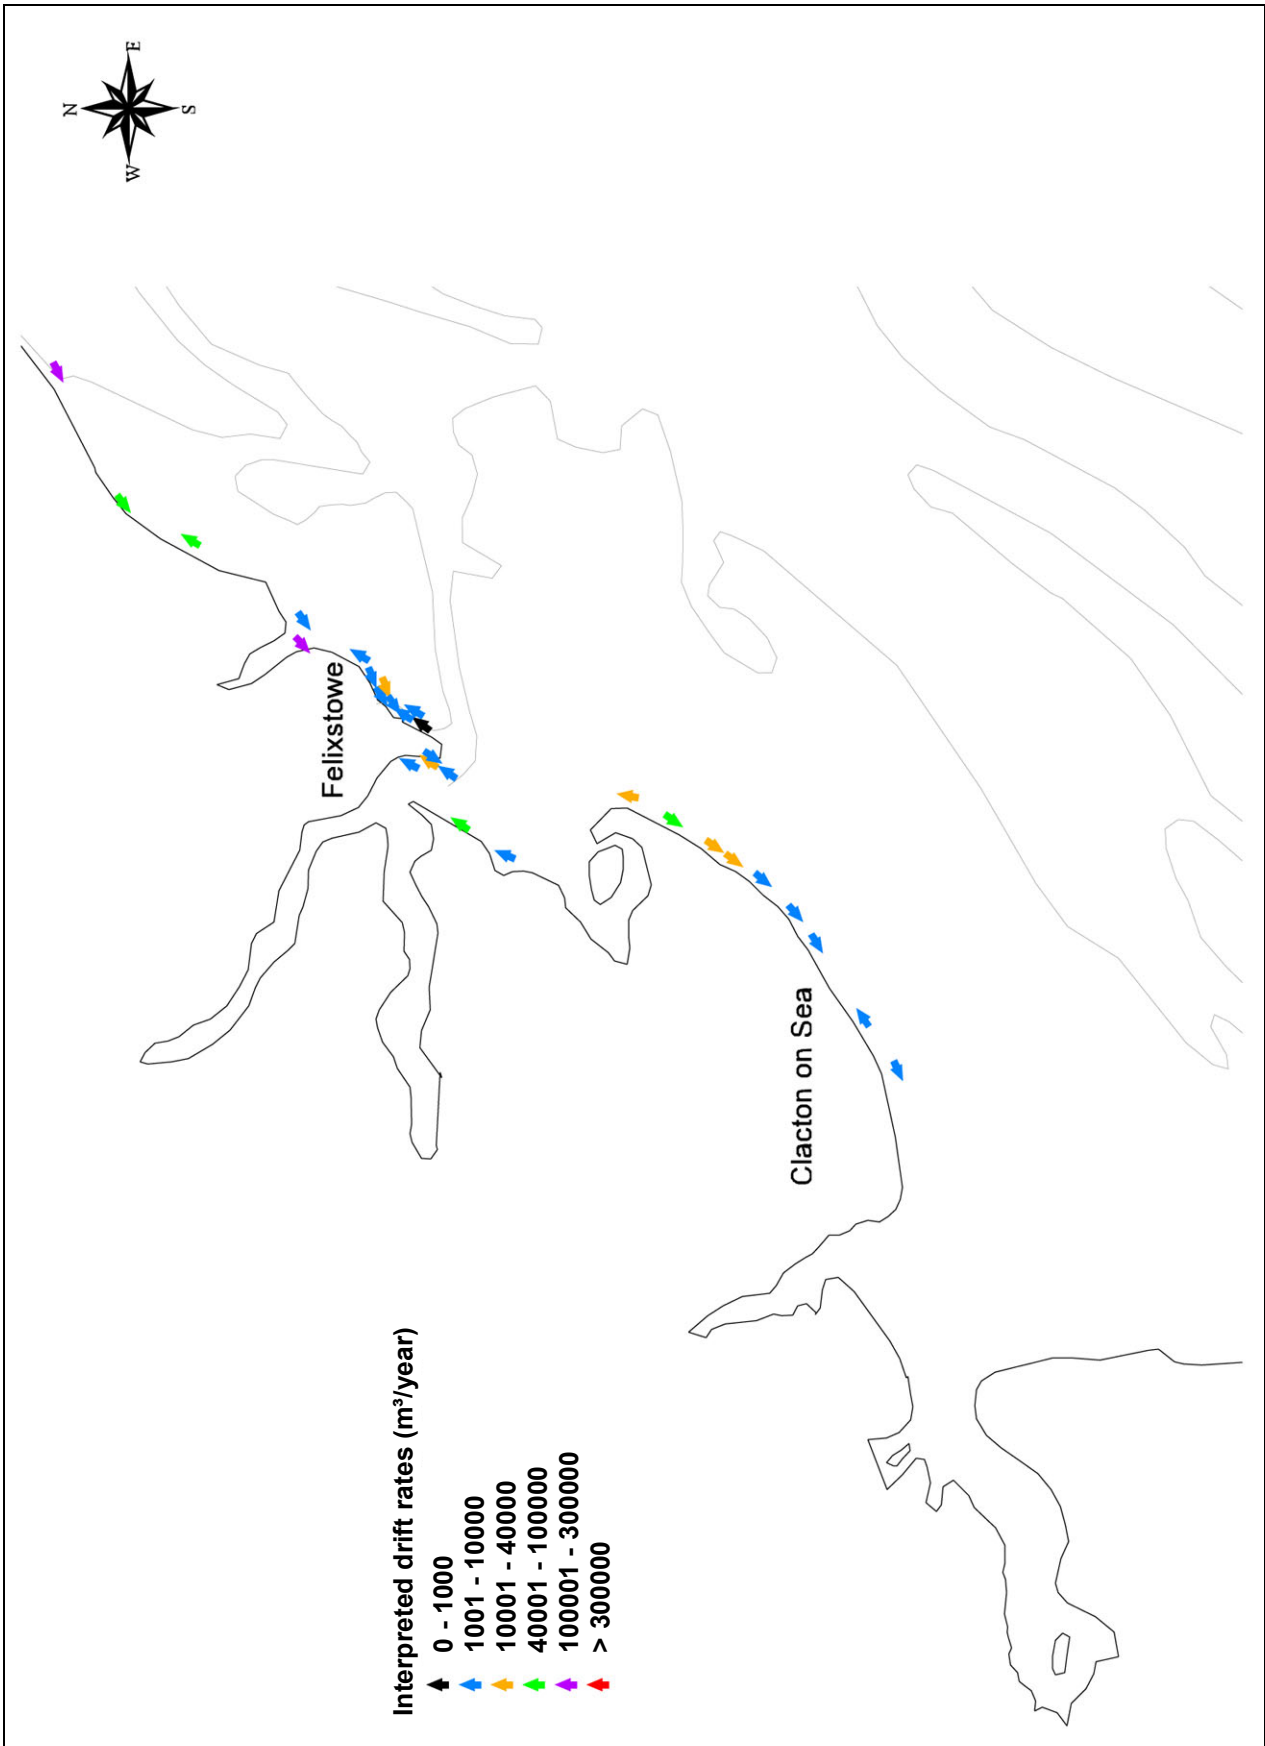 N
E
S
W
Felixstowe
Clacton on Sea
Interpreted drift rates (m³/year)
0 - 1000
1001 - 10000
10001 - 40000
40001 - 100000
100001 - 300000
> 300000